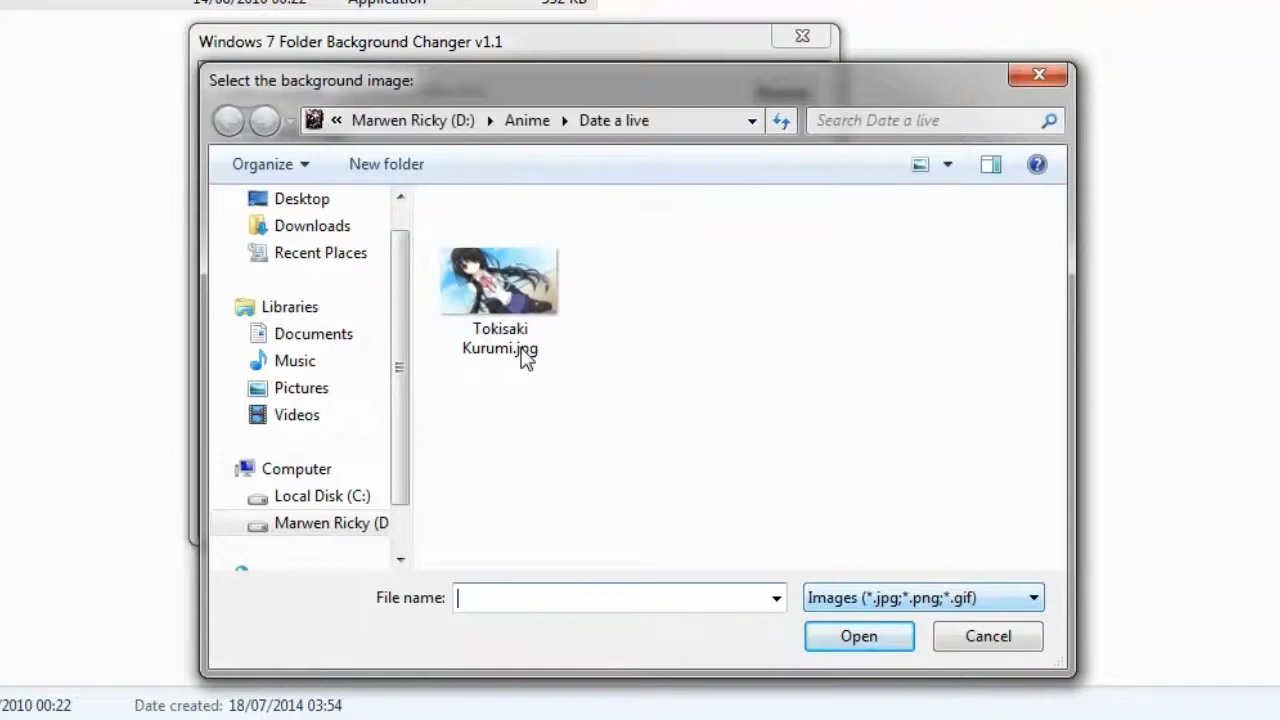 14/06/2010 00:22 Application 332 KB
Windows 7 Folder Background Changer v1.1
Select the background image:
« Marwen Ricky (D:) Anime Date a live
Search Date a live
Organize New folder
Desktop
Downloads
Recent Places
Libraries
Documents
Music
Pictures
Videos
Computer
Local Disk (C:)
Marwen Ricky (D
Tokisaki
Kurumi.jpg
File name:
Images (*.jpg;*.png;*.gif)
Open Cancel
/2010 00:22 Date created: 18/07/2014 03:54